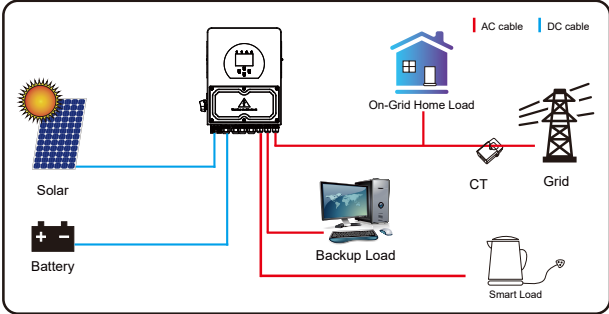 AC cable
DC cable
On-Grid Home Load
CT
Grid
Solar
Backup Load
Battery
Smart Load